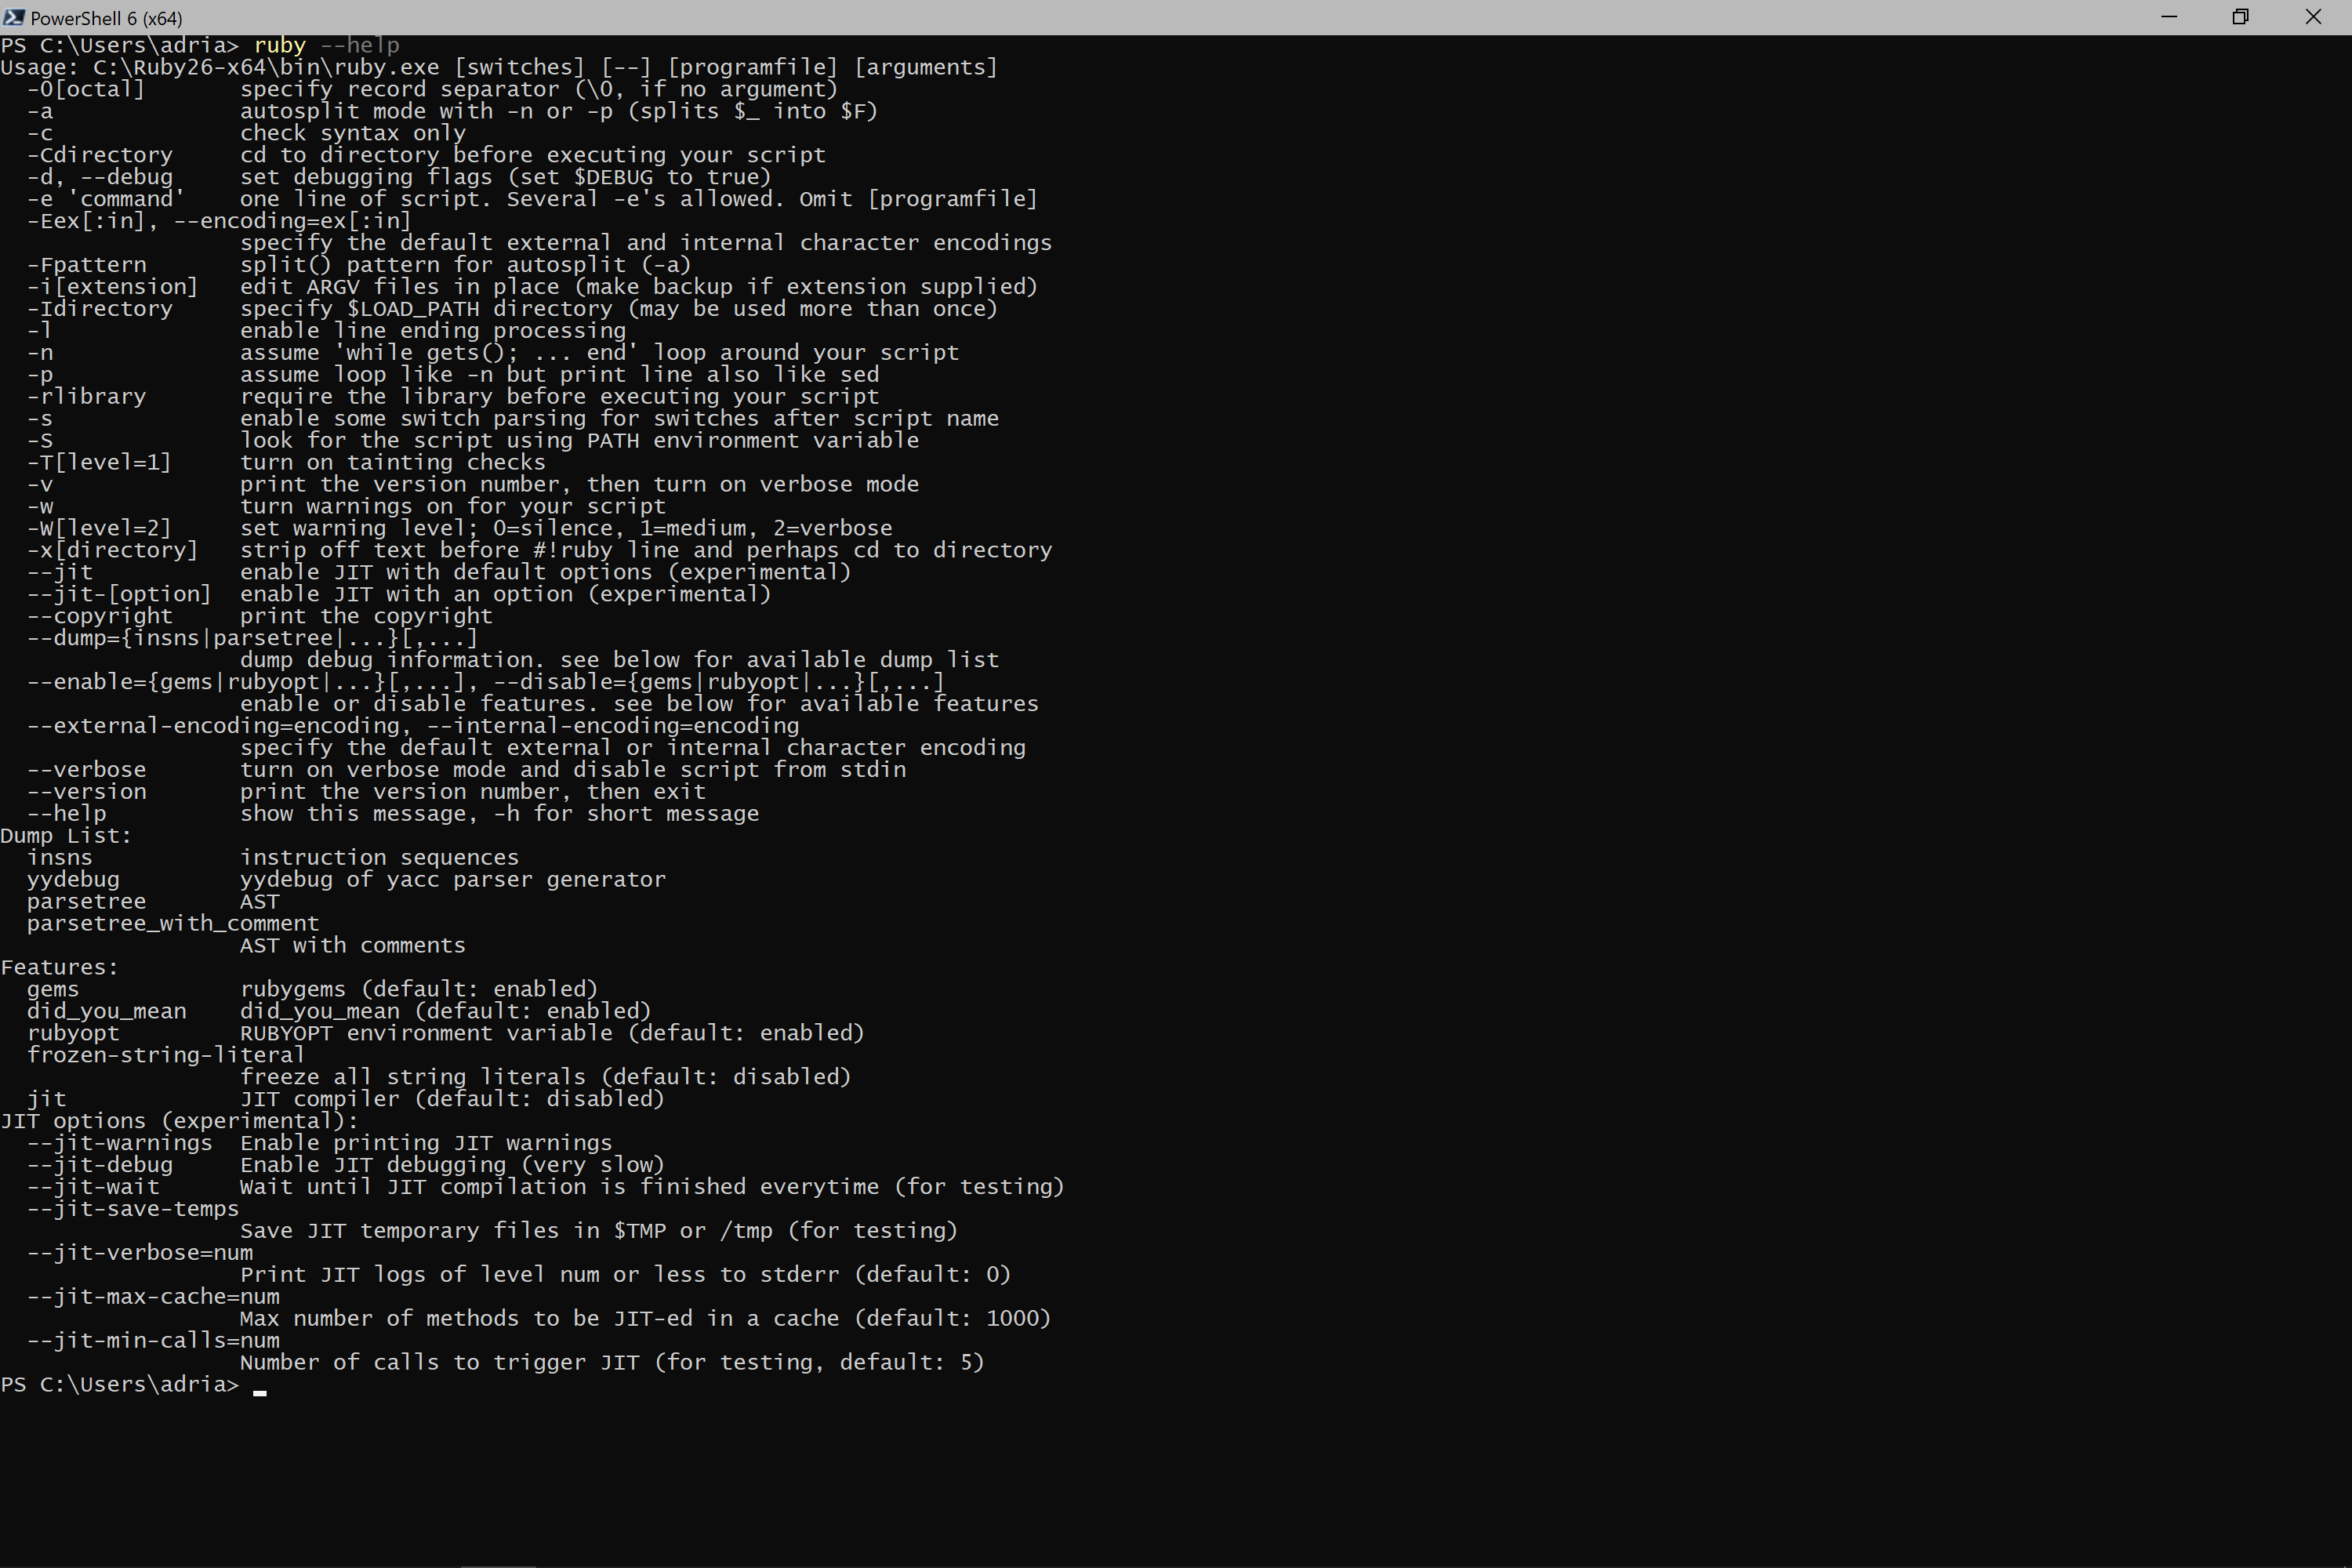 PowerShell 6 (x64)
PS C:\Users\adria> ruby --help
Usage: C:\Ruby26-x64\bin\ruby.exe [switches] [--] [programfile] [arguments]
  -0[octal]       specify record separator (\0, if no argument)
  -a              autosplit mode with -n or -p (splits $_ into $F)
  -c              check syntax only
  -Cdirectory     cd to directory before executing your script
  -d, --debug     set debugging flags (set $DEBUG to true)
  -e 'command'    one line of script. Several -e's allowed. Omit [programfile]
  -Eex[:in], --encoding=ex[:in]
                  specify the default external and internal character encodings
  -Fpattern       split() pattern for autosplit (-a)
  -i[extension]   edit ARGV files in place (make backup if extension supplied)
  -Idirectory     specify $LOAD_PATH directory (may be used more than once)
  -l              enable line ending processing
  -n              assume 'while gets(); ... end' loop around your script
  -p              assume loop like -n but print line also like sed
  -rlibrary       require the library before executing your script
  -s              enable some switch parsing for switches after script name
  -S              look for the script using PATH environment variable
  -T[level=1]     turn on tainting checks
  -v              print the version number, then turn on verbose mode
  -w              turn warnings on for your script
  -W[level=2]     set warning level; 0=silence, 1=medium, 2=verbose
  -x[directory]   strip off text before #!ruby line and perhaps cd to directory
  --jit           enable JIT with default options (experimental)
  --jit-[option]  enable JIT with an option (experimental)
  --copyright     print the copyright
  --dump={insns|parsetree|...}[,...]
                  dump debug information. see below for available dump list
  --enable={gems|rubyopt|...}[,...], --disable={gems|rubyopt|...}[,...]
                  enable or disable features. see below for available features
  --external-encoding=encoding, --internal-encoding=encoding
                  specify the default external or internal character encoding
  --verbose       turn on verbose mode and disable script from stdin
  --version       print the version number, then exit
  --help          show this message, -h for short message
Dump List:
  insns           instruction sequences
  yydebug         yydebug of yacc parser generator
  parsetree       AST
  parsetree_with_comment
                  AST with comments
Features:
  gems            rubygems (default: enabled)
  did_you_mean    did_you_mean (default: enabled)
  rubyopt         RUBYOPT environment variable (default: enabled)
  frozen-string-literal
                  freeze all string literals (default: disabled)
  jit             JIT compiler (default: disabled)
JIT options (experimental):
  --jit-warnings  Enable printing JIT warnings
  --jit-debug     Enable JIT debugging (very slow)
  --jit-wait      Wait until JIT compilation is finished everytime (for testing)
  --jit-save-temps
                  Save JIT temporary files in $TMP or /tmp (for testing)
  --jit-verbose=num
                  Print JIT logs of level num or less to stderr (default: 0)
  --jit-max-cache=num
                  Max number of methods to be JIT-ed in a cache (default: 1000)
  --jit-min-calls=num
                  Number of calls to trigger JIT (for testing, default: 5)
PS C:\Users\adria>